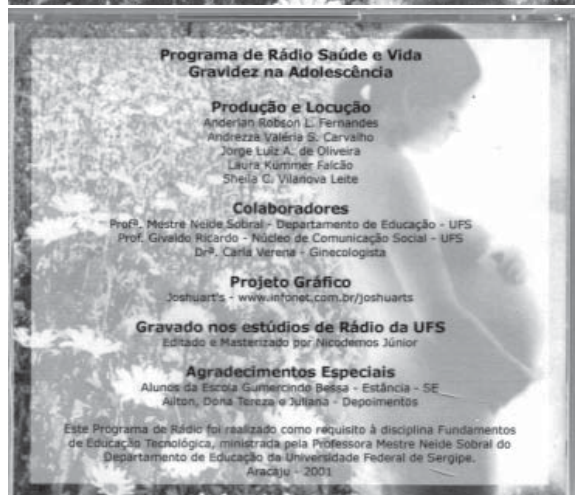 Programa de Rádio Saúde e Vida
Gravidez na Adolescência
Produção e Locução
Anderlan Robson L. Fernandes
Andrezza Valéria S. Carvalho
Jorge Luiz A. de Oliveira
Laura Kümmer Falcão
Sheila C. Vilanova Leite
Colaboradores
Profª. Mestre Neide Sobral - Departamento de Educação - UFS
Prof. Givaldo Ricardo - Núcleo de Comunicação Social - UFS
Drª. Carla Verena - Ginecologista
Projeto Gráfico
Joshuart's - www.infonet.com.br/joshuarts
Gravado nos estúdios de Rádio da UFS
Editado e Masterizado por Nicodemos Júnior
Agradecimentos Especiais
Alunos da Escola Gumercindo Bessa - Estância - SE
Ailton, Dona Tereza e Juliana - Depoimentos
Este Programa de Rádio foi realizado como requisito à disciplina Fundamentos
de Educação Tecnológica, ministrada pela Professora Mestre Neide Sobral do
Departamento de Educação da Universidade Federal de Sergipe.
Aracaju - 2001